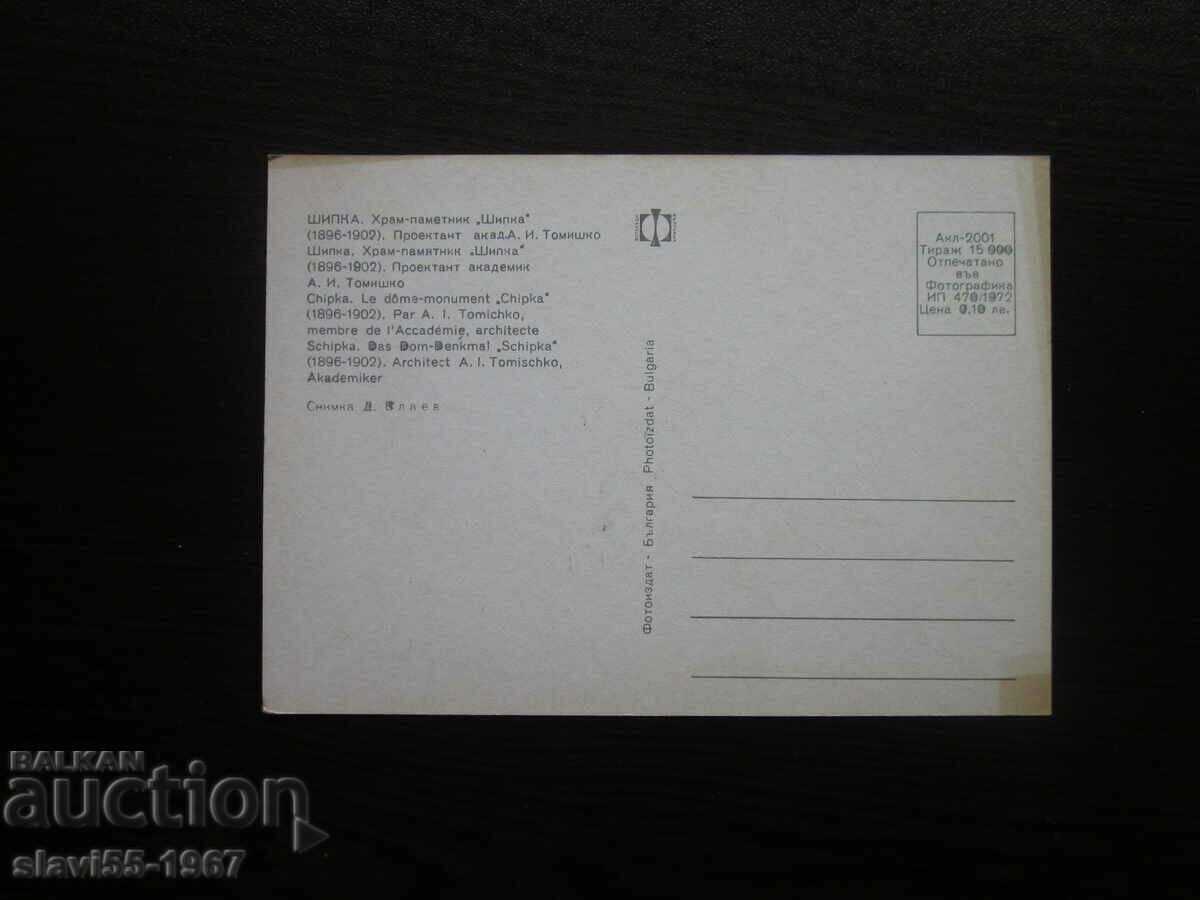 ШИПКА. Храм-паметник „Шипка“
(1896-1902). Проектант акад.А. И. Томишко
Шипка. Храм-памятник „Шипка“
(1896-1902). Проектант академик
А. И. Томишко
Chipka. Le dôme-monument „Chipka“
(1896-1902). Par A. I. Tomichko,
membre de l'Accadémie, architecte
Schipka. Das Dom-Denkmal „Schipka“
(1896-1902). Architect A. I. Tomischko,
Akademiker
Снимка Д. Влаев
Фотоиздат - България Photoizdat - Bulgaria
Акл-2001
Тираж 15 000
Отпечатано
във
Фотографика
ИП 470/1972
Цена 0.10 лв.
BALKAN
auction
slavi55-1967